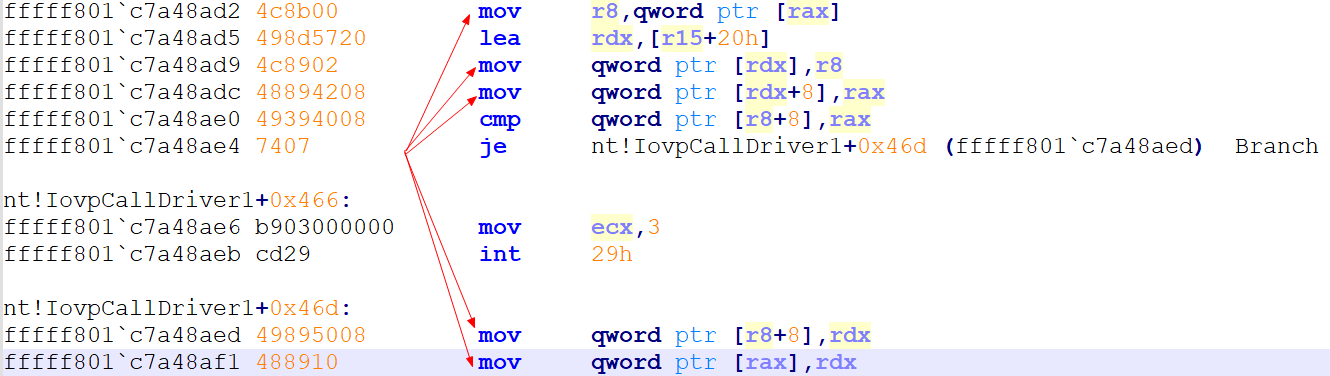 fffff801`c7a48ad2 4c8b00 mov r8,qword ptr [rax]
fffff801`c7a48ad5 498d5720 lea rdx,[r15+20h]
fffff801`c7a48ad9 4c8902 mov qword ptr [rdx],r8
fffff801`c7a48adc 48894208 mov qword ptr [rdx+8],rax
fffff801`c7a48ae0 49394008 cmp qword ptr [r8+8],rax
fffff801`c7a48ae4 7407 je nt!IovpCallDriver1+0x46d (fffff801`c7a48aed) Branch
nt!IovpCallDriver1+0x466:
fffff801`c7a48ae6 b903000000 mov ecx,3
fffff801`c7a48aeb cd29 int 29h
nt!IovpCallDriver1+0x46d:
fffff801`c7a48aed 49895008 mov qword ptr [r8+8],rdx
fffff801`c7a48af1 488910 mov qword ptr [rax],rdx